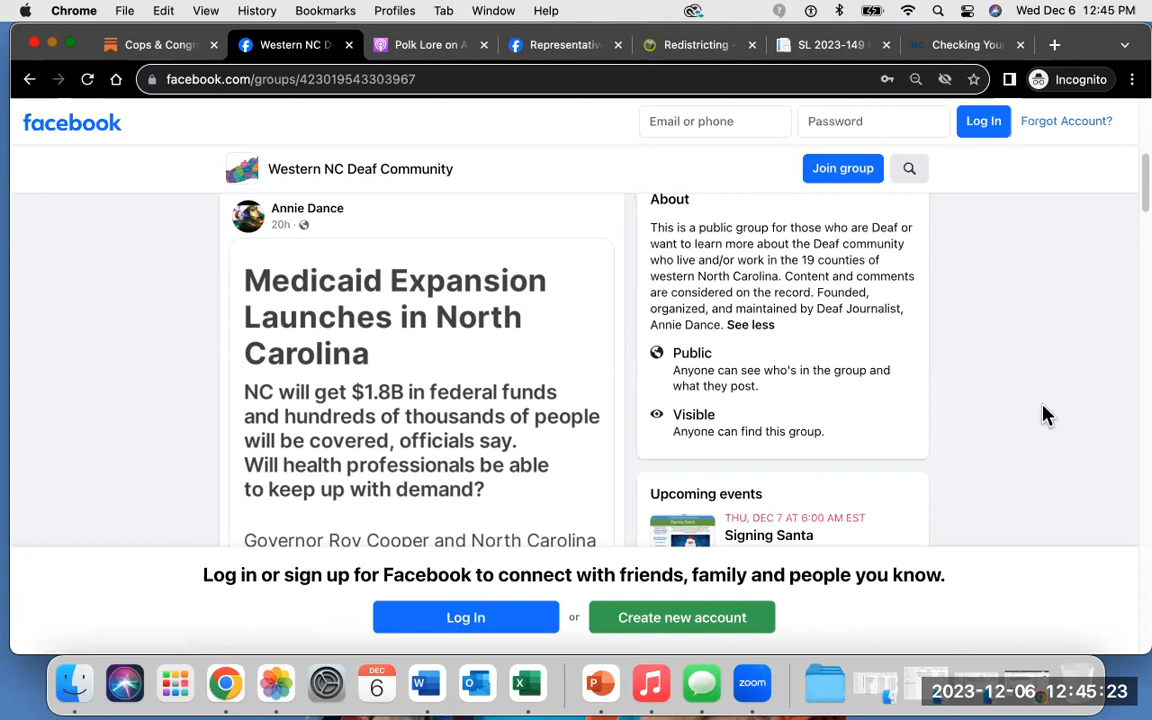 Chrome File Edit View History Bookmarks Profiles Tab Window Help Wed Dec 6 12:45 PM
Cops & Congr Western NC D Polk Lore on A Representativ Redistricting - SL 2023-149 Checking You
facebook.com/groups/423019543303967 Incognito
facebook Email or phone Password Log In Forgot Account?
Western NC Deaf Community Join group
Annie Dance
20h ·
Medicaid Expansion
Launches in North
Carolina
NC will get $1.8B in federal funds
and hundreds of thousands of people
will be covered, officials say.
Will health professionals be able
to keep up with demand?
Governor Roy Cooper and North Carolina
About
This is a public group for those who are Deaf or
want to learn more about the Deaf community
who live and/or work in the 19 counties of
western North Carolina. Content and comments
are considered on the record. Founded,
organized, and maintained by Deaf Journalist,
Annie Dance. See less
Public
Anyone can see who's in the group and
what they post.
Visible
Anyone can find this group.
Upcoming events
THU, DEC 7 AT 6:00 AM EST
Signing Santa
Log in or sign up for Facebook to connect with friends, family and people you know.
Log In or Create new account
DEC
6
zoom
2023-12-06 12:45:23